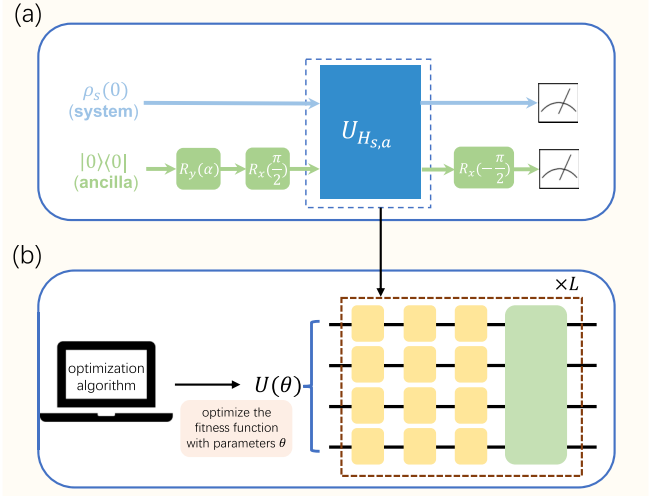 (a)
ρₛ(0)
(system)
|0⟩⟨0|
(ancilla)
R_y(α)
R_x(π/2)
U_{H_{s,a}}
R_x(−π/2)
(b)
×L
optimization
algorithm
U(θ)
optimize the
fitness function
with parameters θ